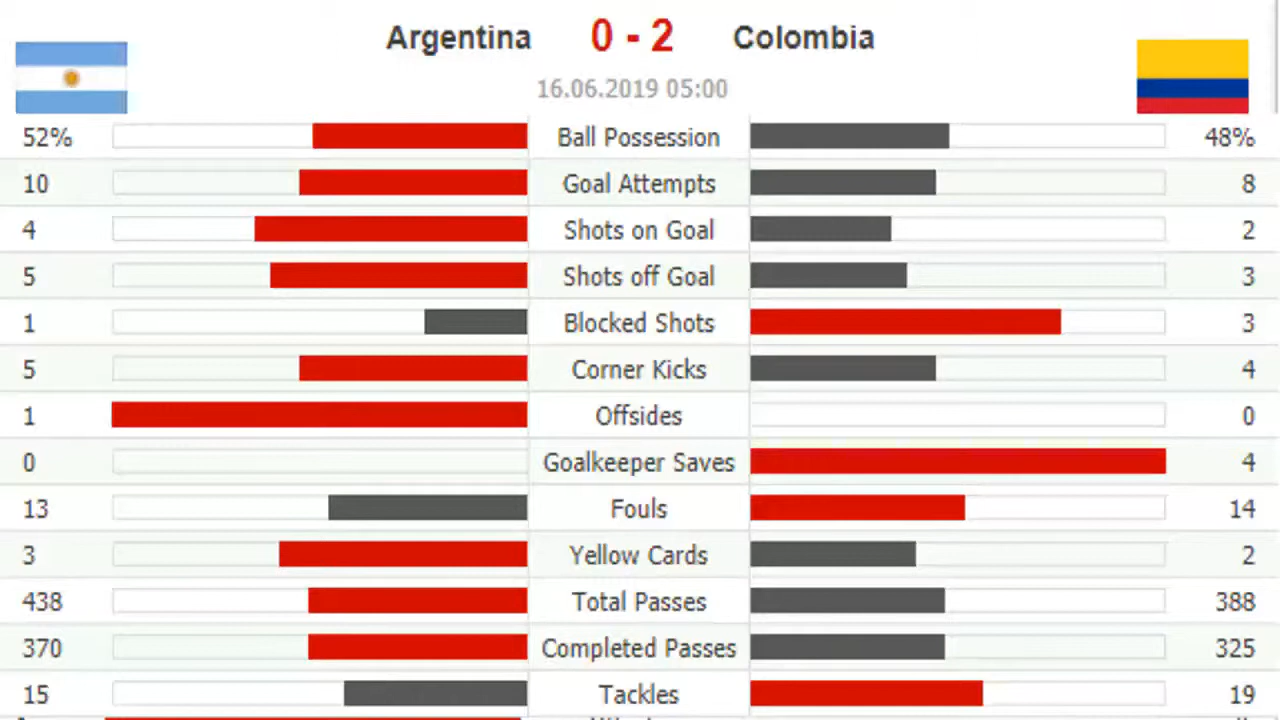 Argentina 0 - 2 Colombia
16.06.2019 05:00
52% Ball Possession 48%
10 Goal Attempts 8
4 Shots on Goal 2
5 Shots off Goal 3
1 Blocked Shots 3
5 Corner Kicks 4
1 Offsides 0
0 Goalkeeper Saves 4
13 Fouls 14
3 Yellow Cards 2
438 Total Passes 388
370 Completed Passes 325
15 Tackles 19